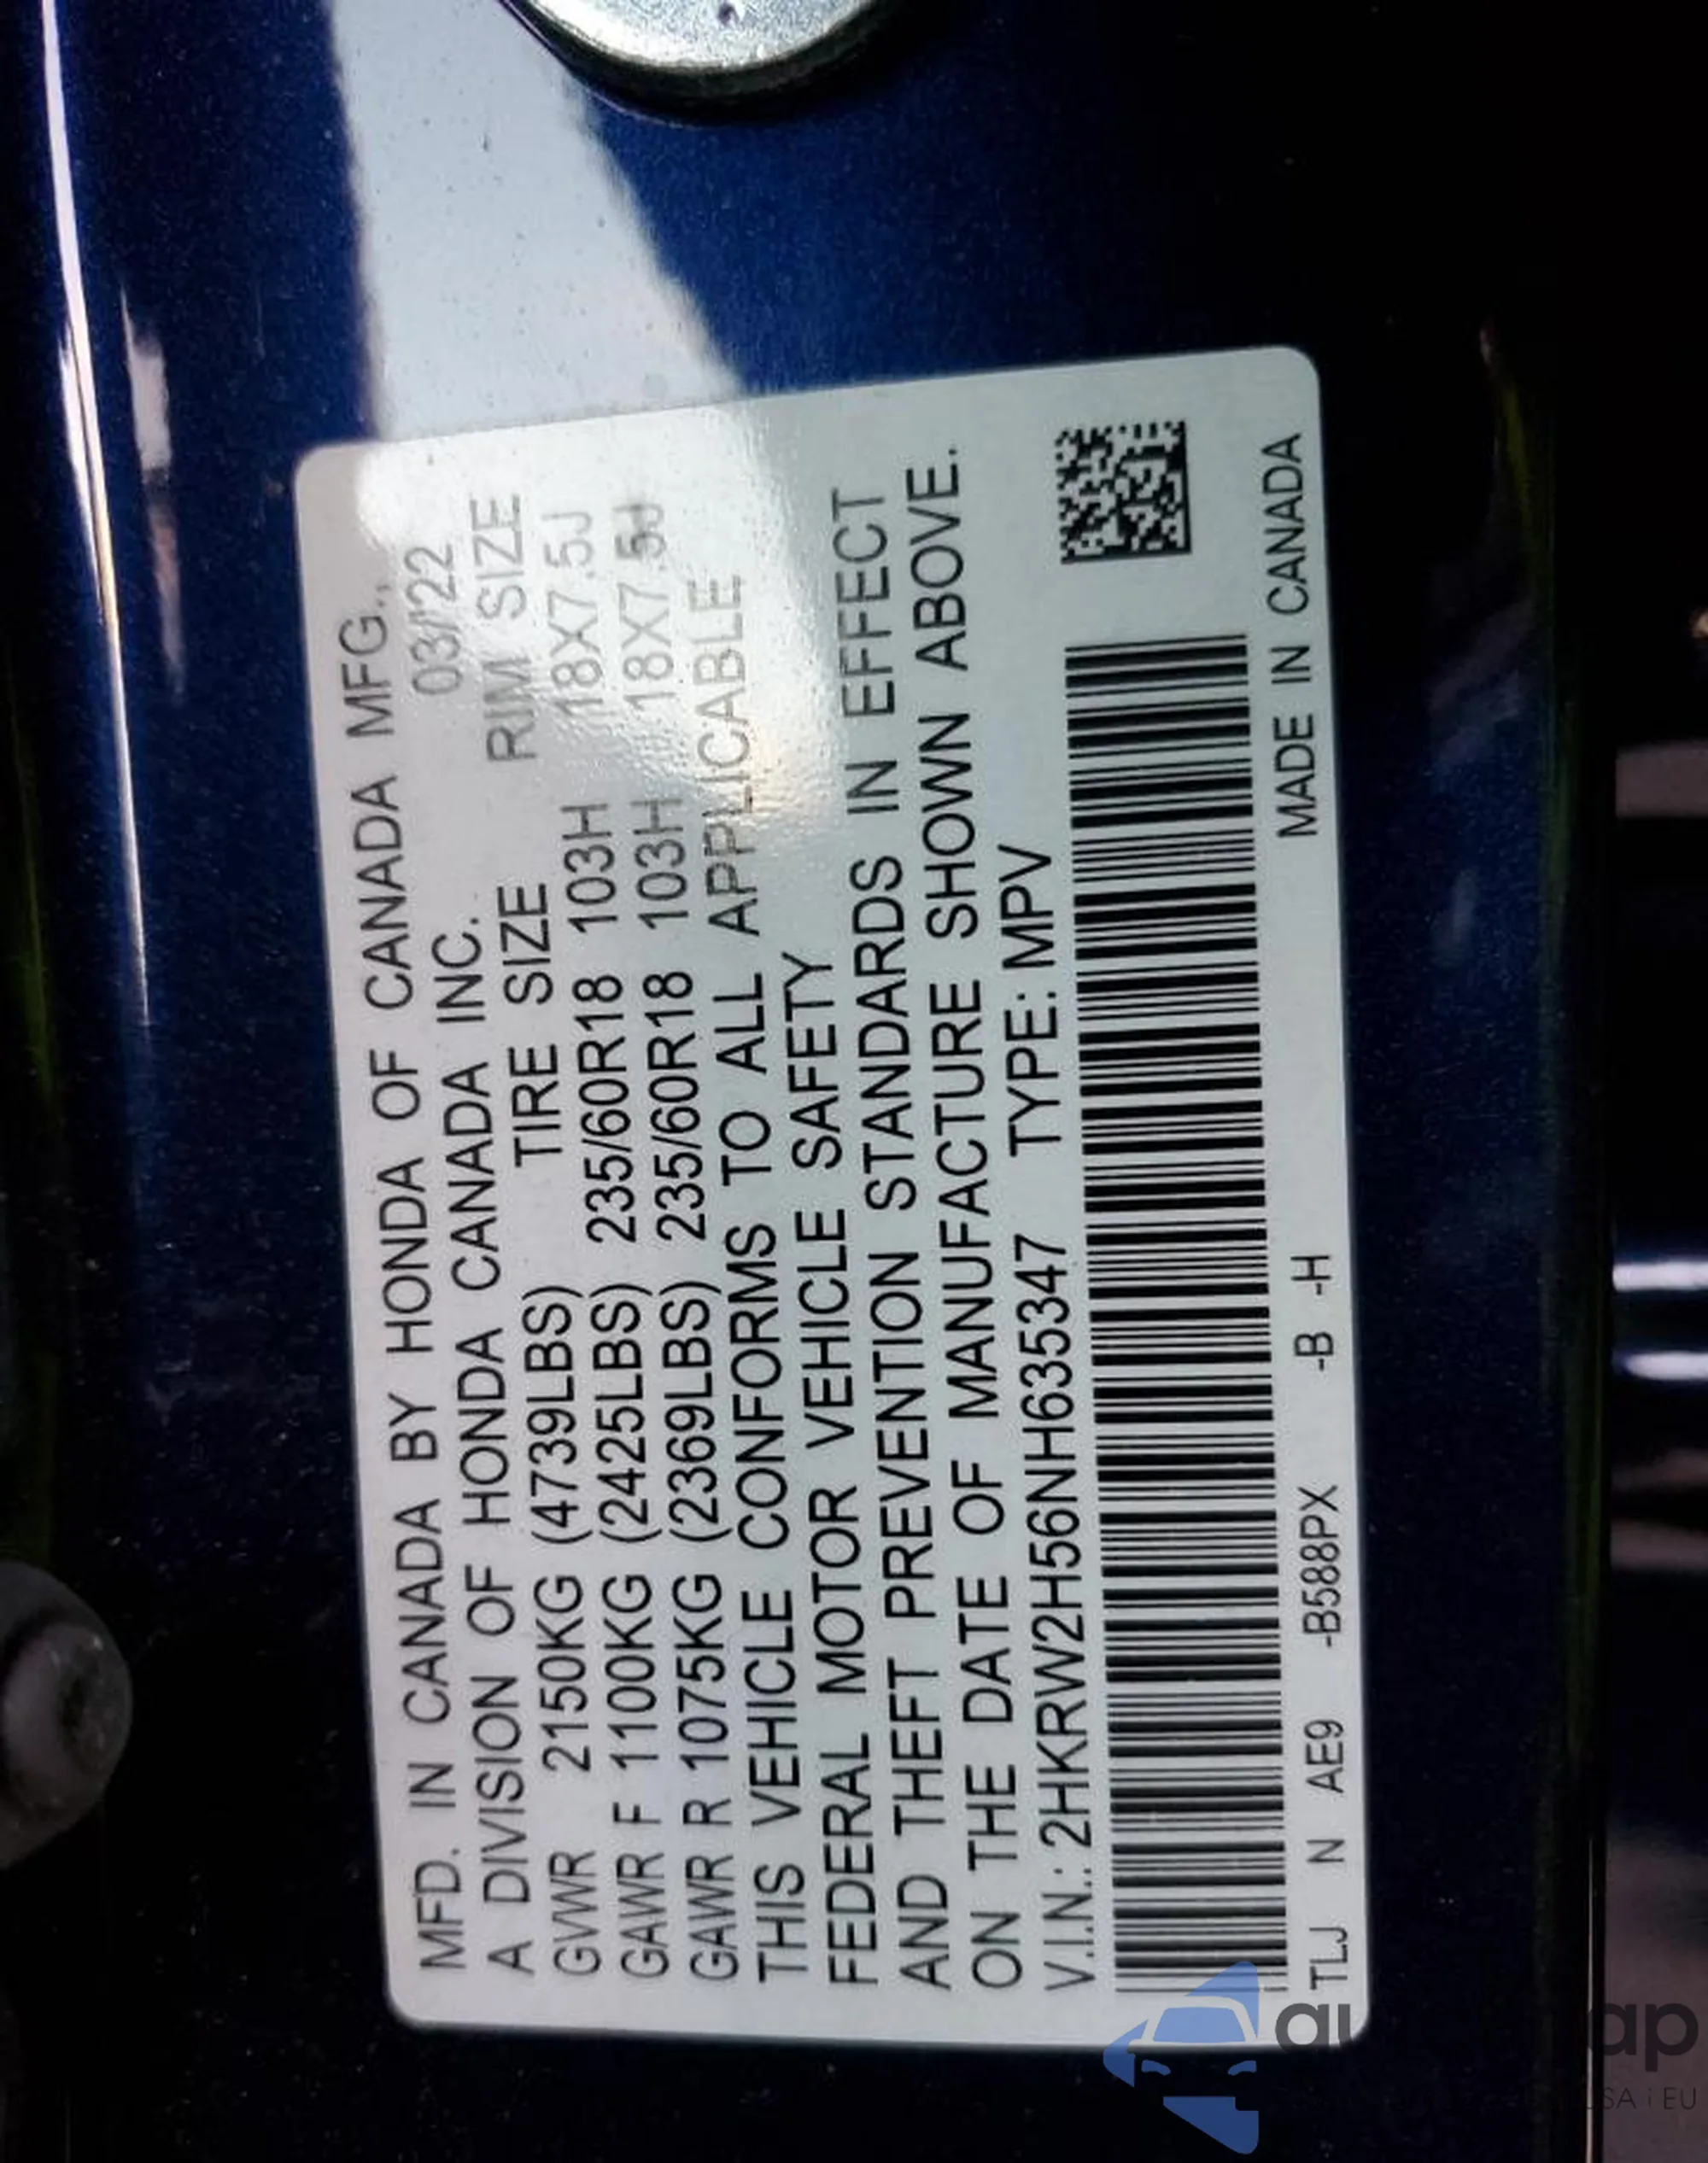 MFD. IN CANADA BY HONDA OF CANADA MFG.,
A DIVISION OF HONDA CANADA INC. 03/'22
TIRE SIZE RIM SIZE
GVWR 2150KG (4739LBS)
GAWR F 1100KG (2425LBS) 235/60R18 103H 18X7.5J
GAWR R 1075KG (2369LBS) 235/60R18 103H 18X7.5J
THIS VEHICLE CONFORMS TO ALL APPLICABLE
FEDERAL MOTOR VEHICLE SAFETY
AND THEFT PREVENTION STANDARDS IN EFFECT
ON THE DATE OF MANUFACTURE SHOWN ABOVE.
V.I.N.: 2HKRW2H56NH635347 TYPE: MPV
TLJ N AE9 -B588PX -B -H MADE IN CANADA